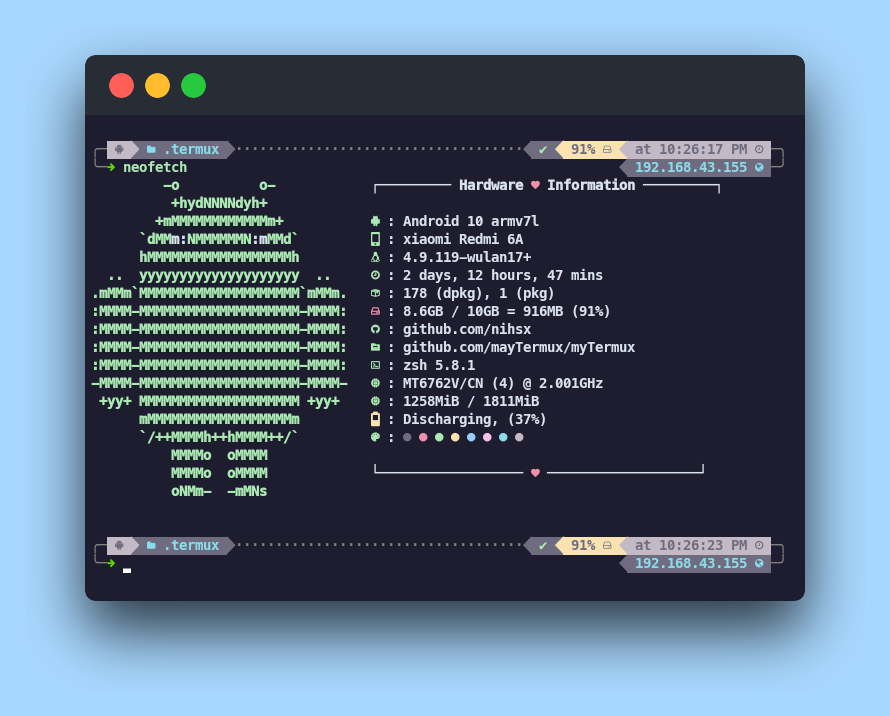 .termux ✔ 91% at 10:26:17 PM
neofetch 192.168.43.155
Hardware ♥ Information
-o o-
+hydNNNNdyh+
+mMMMMMMMMMMMMm+
`dMMm:NMMMMMMN:mMMd`
hMMMMMMMMMMMMMMMMMMh
.. yyyyyyyyyyyyyyyyyyyy ..
.mMMm`MMMMMMMMMMMMMMMMMMMM`mMMm.
:MMMM-MMMMMMMMMMMMMMMMMMMM-MMMM:
:MMMM-MMMMMMMMMMMMMMMMMMMM-MMMM:
:MMMM-MMMMMMMMMMMMMMMMMMMM-MMMM:
:MMMM-MMMMMMMMMMMMMMMMMMMM-MMMM:
-MMMM-MMMMMMMMMMMMMMMMMMMM-MMMM-
+yy+ MMMMMMMMMMMMMMMMMMMM +yy+
mMMMMMMMMMMMMMMMMMMm
`/++MMMMh++hMMMM++/`
MMMMo oMMMM
MMMMo oMMMM
oNMm- -mMNs
: Android 10 armv7l
: xiaomi Redmi 6A
: 4.9.119-wulan17+
: 2 days, 12 hours, 47 mins
: 178 (dpkg), 1 (pkg)
: 8.6GB / 10GB = 916MB (91%)
: github.com/nihsx
: github.com/mayTermux/myTermux
: zsh 5.8.1
: MT6762V/CN (4) @ 2.001GHz
: 1258MiB / 1811MiB
: Discharging, (37%)
:
.termux ✔ 91% at 10:26:23 PM
192.168.43.155